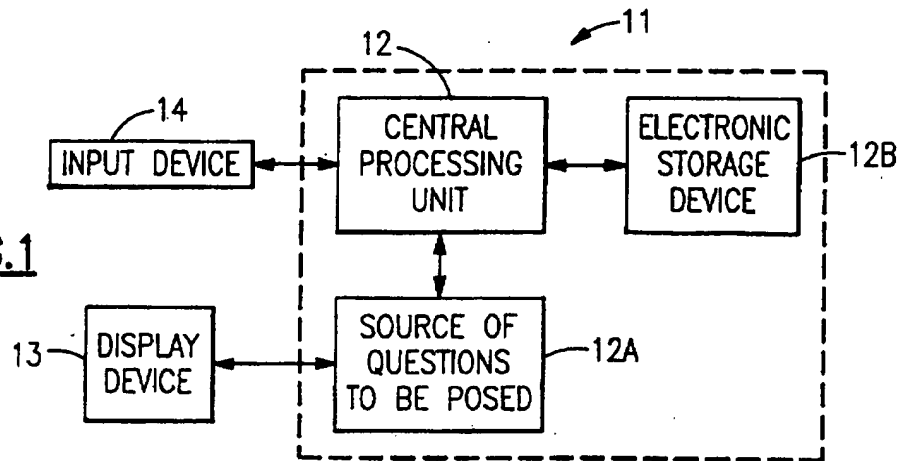 11
12
14
CENTRAL
PROCESSING
UNIT
ELECTRONIC
STORAGE
DEVICE
INPUT DEVICE
12B
.1
13
DISPLAY
DEVICE
SOURCE OF
QUESTIONS
TO BE POSED
12A